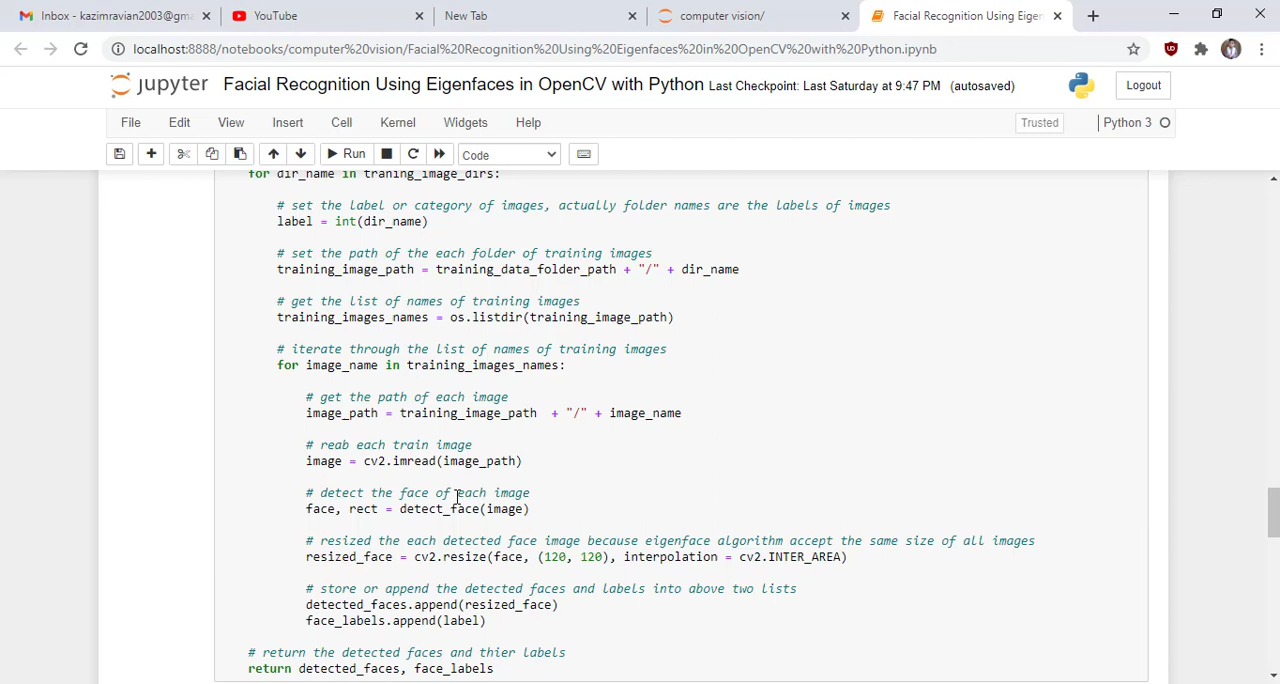 Inbox - kazimravian2003@gma
YouTube
New Tab
computer vision/
Facial Recognition Using Eigen
localhost:8888/notebooks/computer%20vision/Facial%20Recognition%20Using%20Eigenfaces%20in%20OpenCV%20with%20Python.ipynb
jupyter Facial Recognition Using Eigenfaces in OpenCV with Python Last Checkpoint: Last Saturday at 9:47 PM (autosaved)
Logout
File Edit View Insert Cell Kernel Widgets Help
Trusted
Python 3
Run
Code
for dir_name in traning_image_dirs:
# set the label or category of images, actually folder names are the labels of images
label = int(dir_name)
# set the path of the each folder of training images
training_image_path = training_data_folder_path + "/" + dir_name
# get the list of names of training images
training_images_names = os.listdir(training_image_path)
# iterate through the list of names of training images
for image_name in training_images_names:
# get the path of each image
image_path = training_image_path  + "/" + image_name
# reab each train image
image = cv2.imread(image_path)
# detect the face of each image
face, rect = detect_face(image)
# resized the each detected face image because eigenface algorithm accept the same size of all images
resized_face = cv2.resize(face, (120, 120), interpolation = cv2.INTER_AREA)
# store or append the detected faces and labels into above two lists
detected_faces.append(resized_face)
face_labels.append(label)
# return the detected faces and thier labels
return detected_faces, face_labels